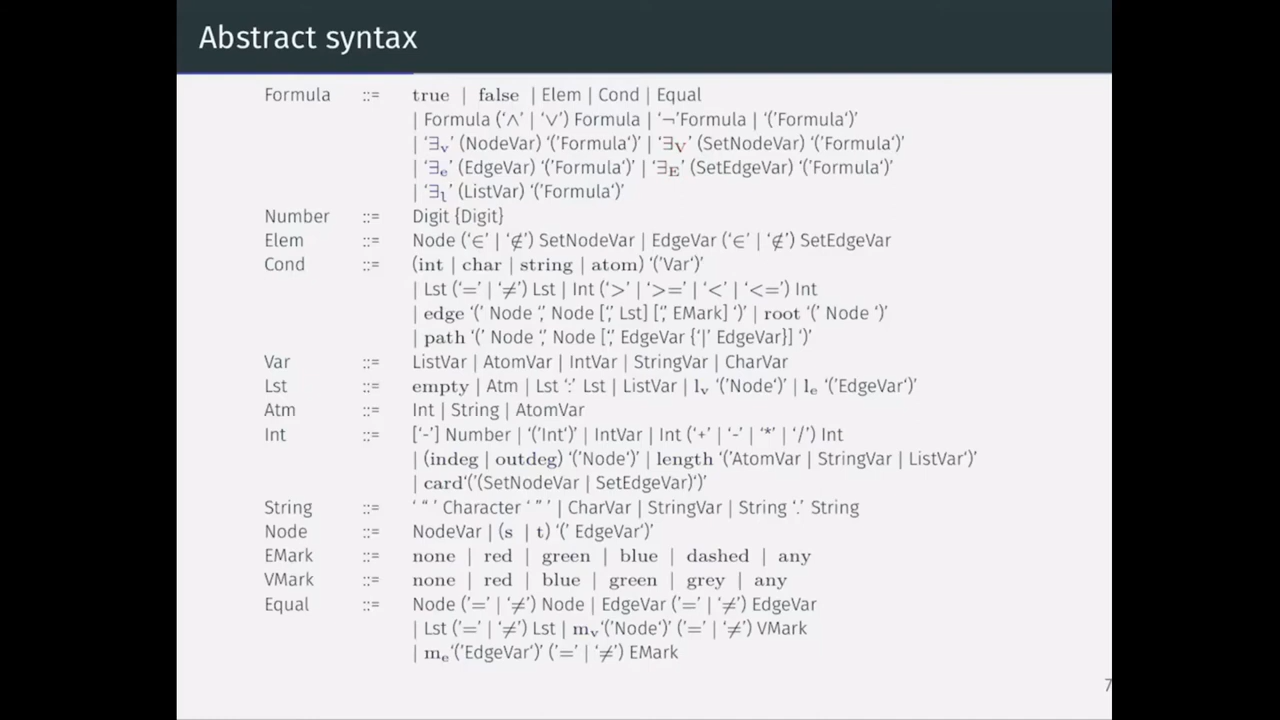 Abstract syntax
Formula ::= true | false | Elem | Cond | Equal
| Formula (‘∧’ | ‘∨’) Formula | ‘¬’Formula | ‘(’Formula‘)’
| ‘∃v’ (NodeVar) ‘(’Formula‘)’ | ‘∃V’ (SetNodeVar) ‘(’Formula‘)’
| ‘∃e’ (EdgeVar) ‘(’Formula‘)’ | ‘∃E’ (SetEdgeVar) ‘(’Formula‘)’
| ‘∃l’ (ListVar) ‘(’Formula‘)’
Number ::= Digit {Digit}
Elem ::= Node (‘∈’ | ‘∉’) SetNodeVar | EdgeVar (‘∈’ | ‘∉’) SetEdgeVar
Cond ::= (int | char | string | atom) ‘(’Var‘)’
| Lst (‘=’ | ‘≠’) Lst | Int (‘>’ | ‘>=’ | ‘<’ | ‘<=’) Int
| edge ‘(’ Node ‘,’ Node [‘,’ Lst] [‘,’ EMark] ‘)’ | root ‘(’ Node ‘)’
| path ‘(’ Node ‘,’ Node [‘,’ EdgeVar {‘|’ EdgeVar}] ‘)’
Var ::= ListVar | AtomVar | IntVar | StringVar | CharVar
Lst ::= empty | Atm | Lst ‘:’ Lst | ListVar | lv ‘(’Node‘)’ | le ‘(’EdgeVar‘)’
Atm ::= Int | String | AtomVar
Int ::= [‘-’] Number | ‘(’Int‘)’ | IntVar | Int (‘+’ | ‘-’ | ‘*’ | ‘/’) Int
| (indeg | outdeg) ‘(’Node‘)’ | length ‘(’AtomVar | StringVar | ListVar‘)’
| card‘(’(SetNodeVar | SetEdgeVar)‘)’
String ::= ‘ “ ’ Character ‘ ” ’ | CharVar | StringVar | String ‘.’ String
Node ::= NodeVar | (s | t) ‘(’ EdgeVar‘)’
EMark ::= none | red | green | blue | dashed | any
VMark ::= none | red | blue | green | grey | any
Equal ::= Node (‘=’ | ‘≠’) Node | EdgeVar (‘=’ | ‘≠’) EdgeVar
| Lst (‘=’ | ‘≠’) Lst | mv‘(’Node‘)’ (‘=’ | ‘≠’) VMark
| me‘(’EdgeVar‘)’ (‘=’ | ‘≠’) EMark
7